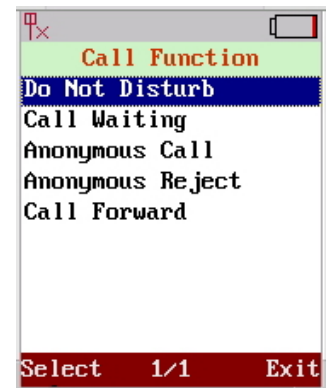 Call Function
Do Not Disturb
Call Waiting
Anonymous Call
Anonymous Reject
Call Forward
Select 1/1 Exit